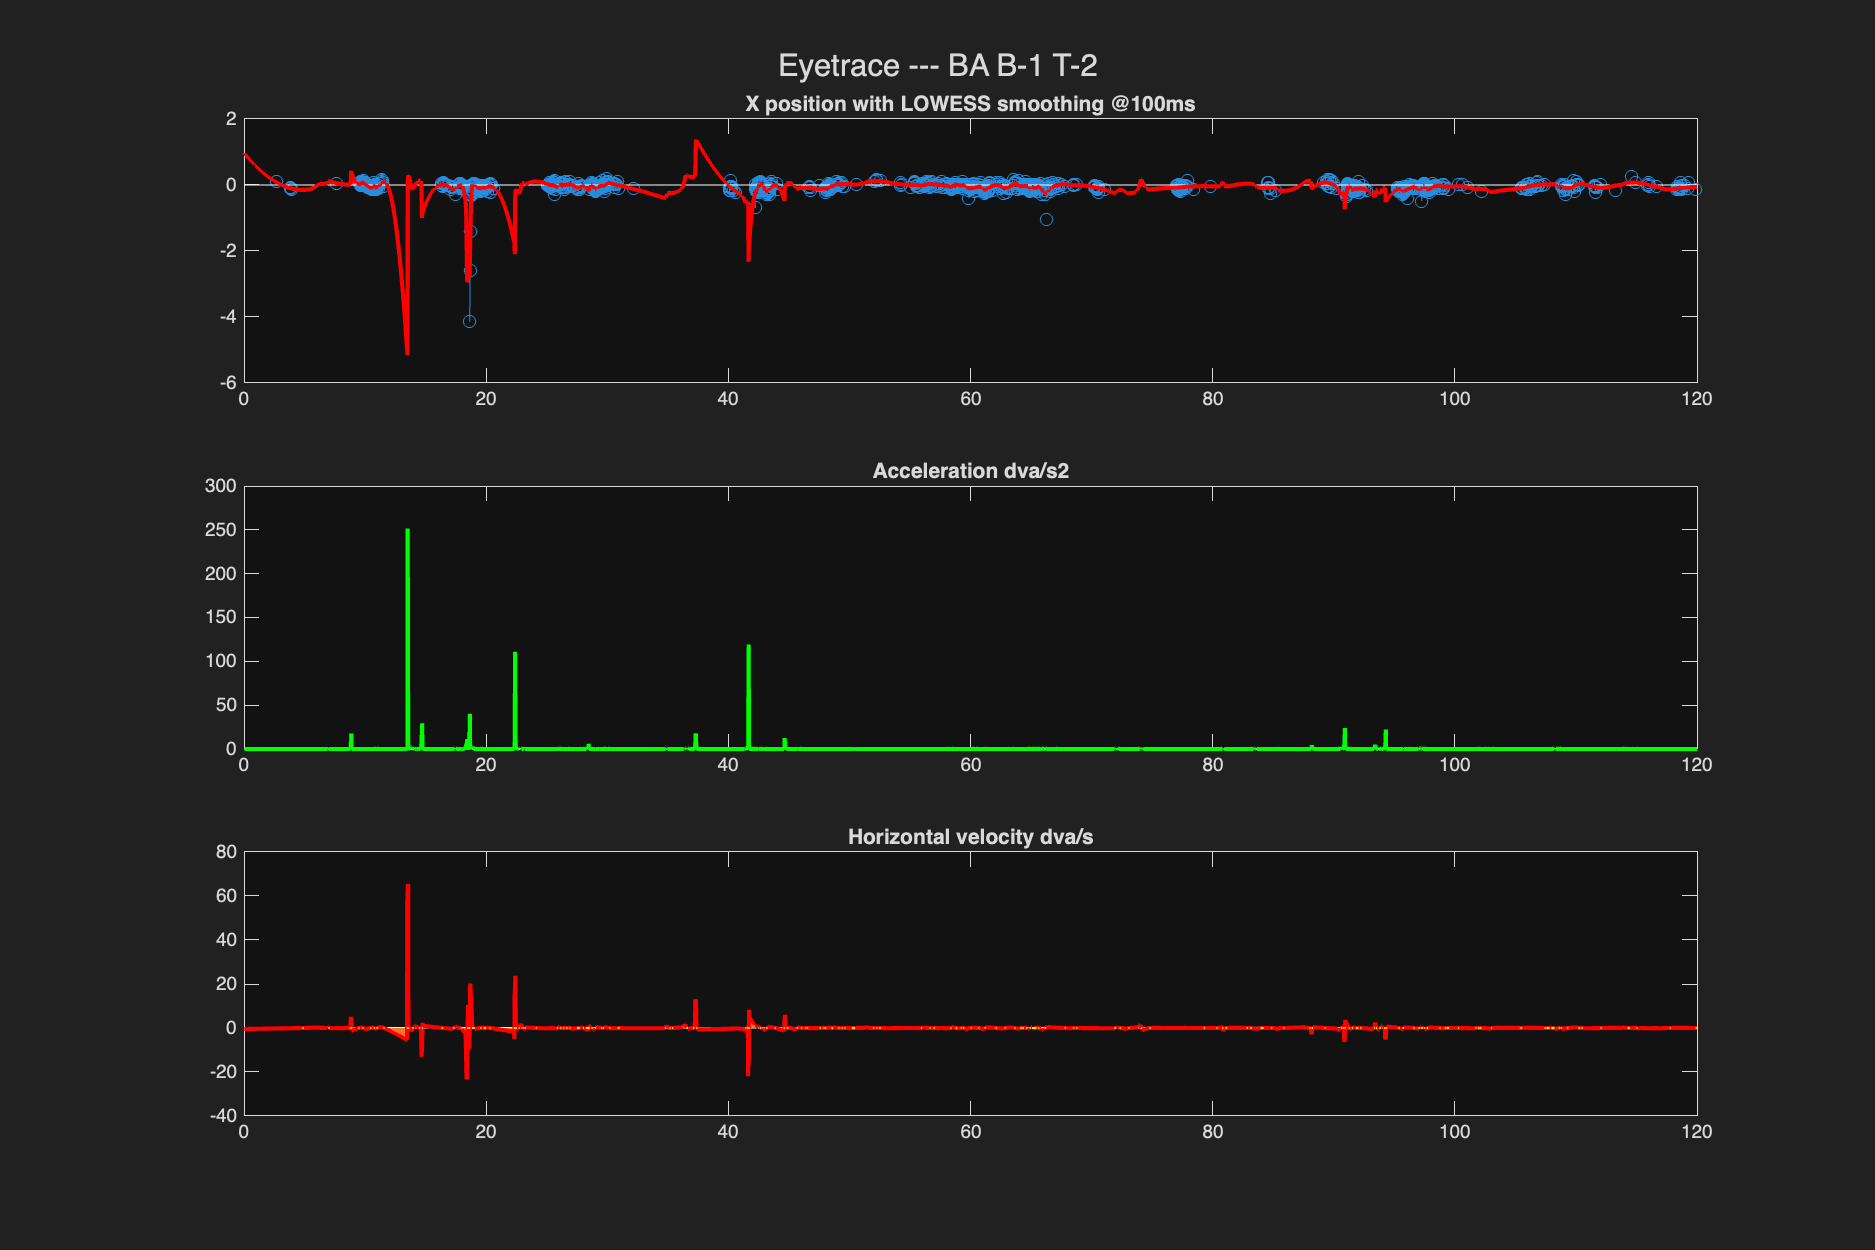 Eyetrace --- BA B-1 T-2
X position with LOWESS smoothing @100ms
2
0
-2
-4
-6
0 20 40 60 80 100 120
Acceleration dva/s2
300
250
200
150
100
50
0
0 20 40 60 80 100 120
Horizontal velocity dva/s
80
60
40
20
0
-20
-40
0 20 40 60 80 100 120